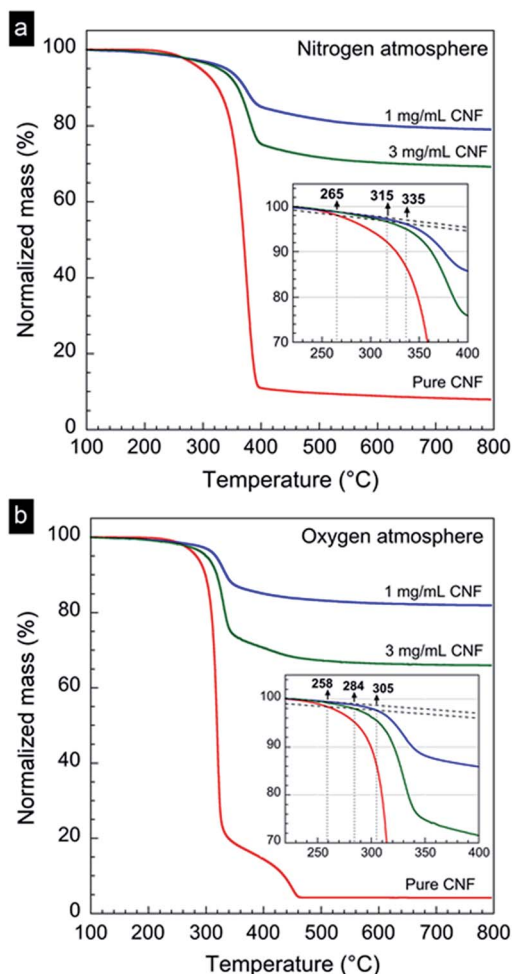 a
Nitrogen atmosphere
100
80
60
40
20
0
Normalized mass (%)
1 mg/mL CNF
3 mg/mL CNF
265 315 335
100
90
80
70
250 300 350 400
Pure CNF
100 200 300 400 500 600 700 800
Temperature (°C)
b
Oxygen atmosphere
100
80
60
40
20
0
Normalized mass (%)
1 mg/mL CNF
3 mg/mL CNF
258 284 305
100
90
80
70
250 300 350 400
Pure CNF
100 200 300 400 500 600 700 800
Temperature (°C)